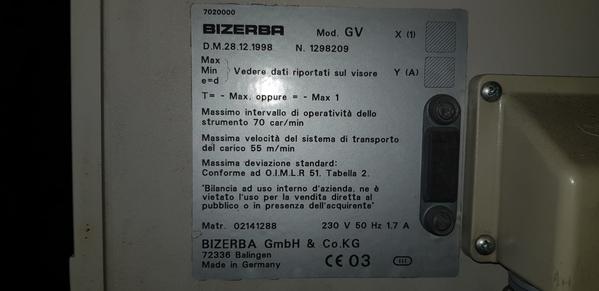 7020000
BIZERBA Mod. GV X (1)
D.M.28.12.1998 N. 1298209
Max
Min Vedere dati riportati sul visore Y (A)
e=d
T= - Max. oppure = - Max 1
Massimo intervallo di operatività dello
strumento 70 car/min
Massima velocità del sistema di transporto
del carico 55 m/min
Massima deviazione standard:
Conforme ad O.I.M.L.R 51. Tabella 2.
"Bilancia ad uso interno d'azienda, ne è
vietato l'uso per la vendita diretta al
pubblico o in presenza dell'acquirente"
Matr. 02141288 230 V 50 Hz 1.7 A
BIZERBA GmbH & Co.KG
72336 Balingen
Made in Germany CE 03 III